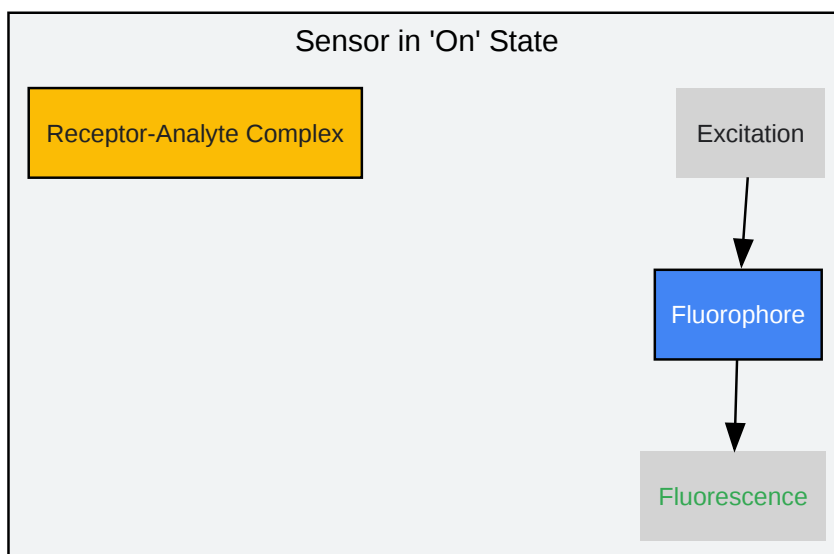 Sensor in 'On' State
Receptor-Analyte Complex
Excitation
Fluorophore
Fluorescence